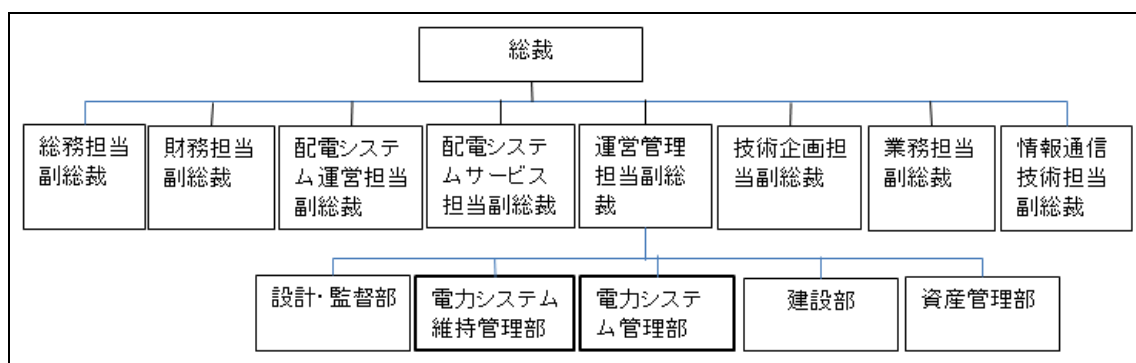 総裁
総務担当
副総裁
財務担当
副総裁
配電システ
ム運営担当
副総裁
配電システ
ムサービス
担当副総裁
運営管理
担当副総
裁
技術企画担
当副総裁
業務担当
副総裁
情報通信
技術担当
副総裁
設計・監督部
電力システム
維持管理部
電力システ
ム管理部
建設部
資産管理部